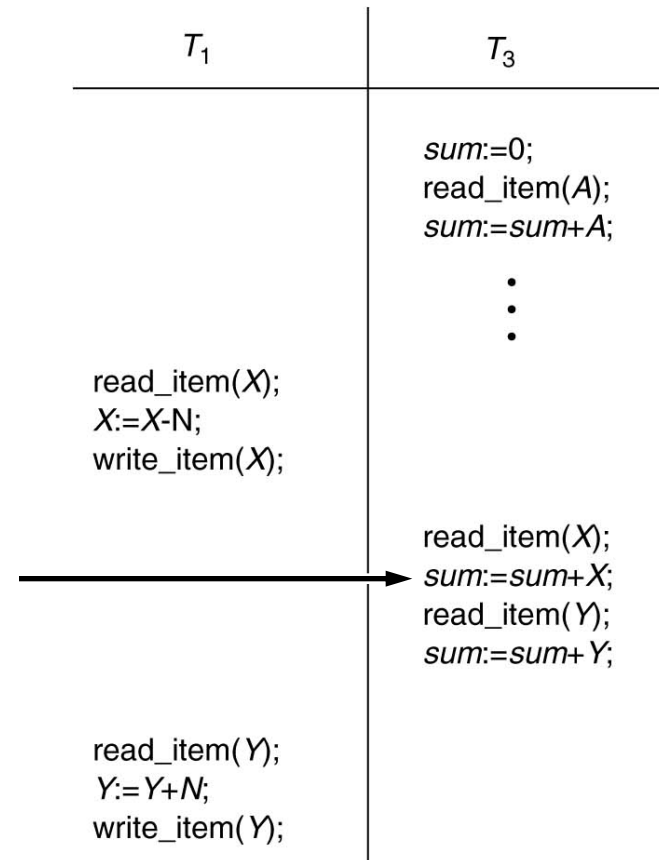 T1 T3
sum:=0;
read_item(A);
sum:=sum+A;
read_item(X);
X:=X-N;
write_item(X);
read_item(X);
sum:=sum+X;
read_item(Y);
sum:=sum+Y;
read_item(Y);
Y:=Y+N;
write_item(Y);